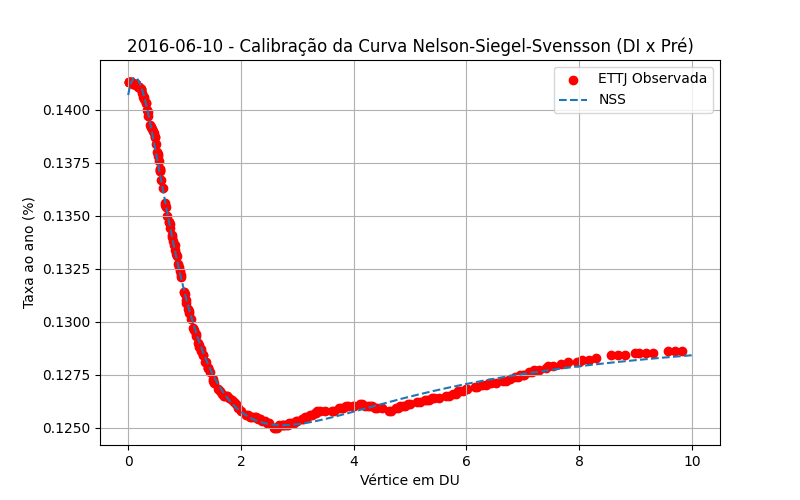 2016-06-10 - Calibração da Curva Nelson-Siegel-Svensson (DI x Pré)
ETTJ Observada
NSS
Taxa ao ano (%)
0.1400
0.1375
0.1350
0.1325
0.1300
0.1275
0.1250
0 2 4 6 8 10
Vértice em DU